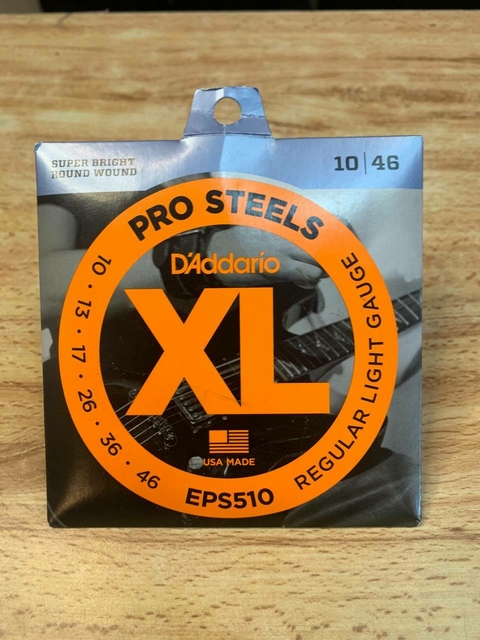 SUPER BRIGHT
ROUND WOUND
10|46
PRO STEELS
D'Addario
XL
10 · 13 · 17 · 26 · 36 · 46
REGULAR LIGHT GAUGE
USA MADE
EPS510